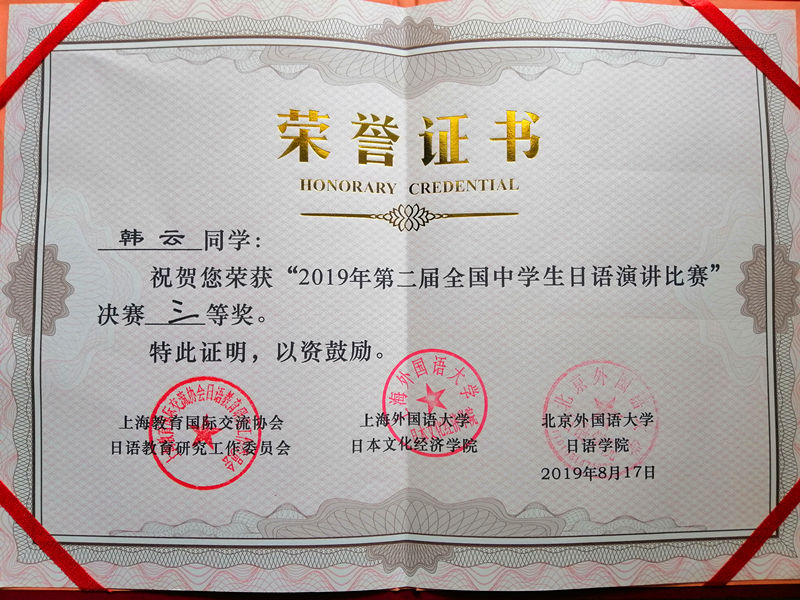 荣誉证书
HONORARY CREDENTIAL
韩云同学：
祝贺您荣获“2019年第二届全国中学生日语演讲比赛”
决赛三等奖。
特此证明，以资鼓励。
上海教育国际交流协会
日语教育研究工作委员会
上海外国语大学
日本文化经济学院
北京外国语大学
日语学院
2019年8月17日